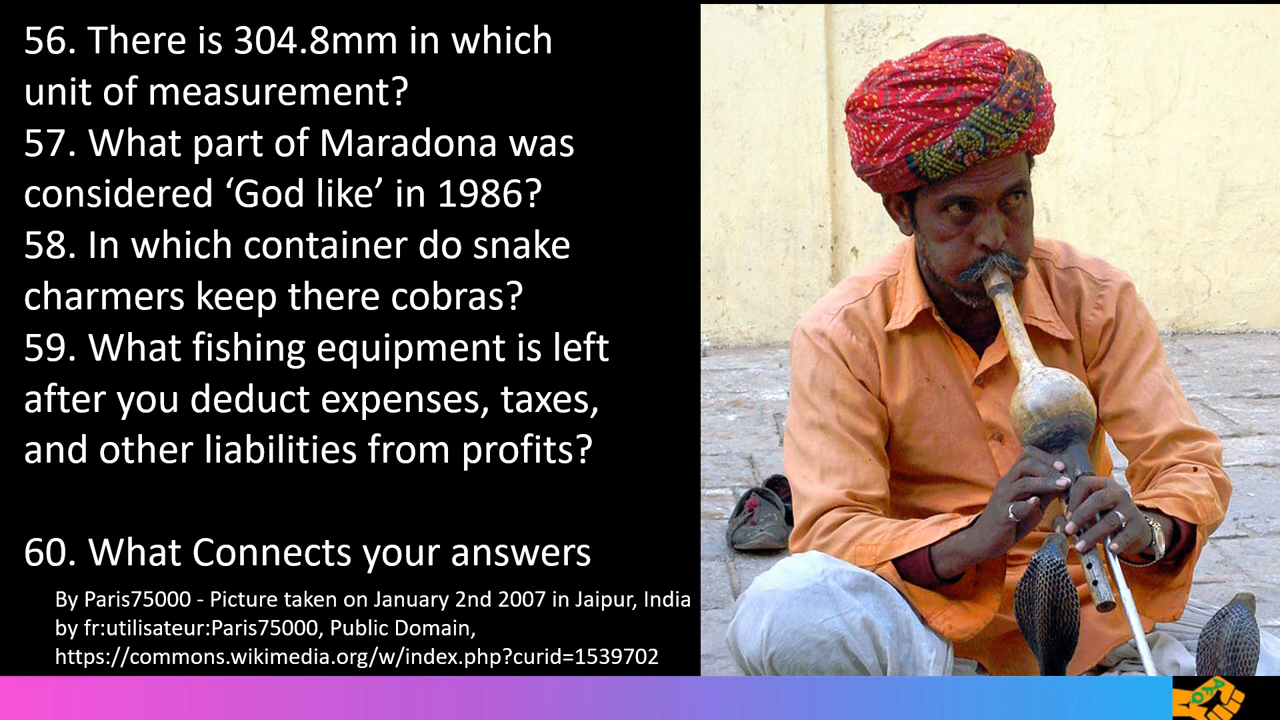 56. There is 304.8mm in which
unit of measurement?
57. What part of Maradona was
considered ‘God like’ in 1986?
58. In which container do snake
charmers keep there cobras?
59. What fishing equipment is left
after you deduct expenses, taxes,
and other liabilities from profits?
60. What Connects your answers
By Paris75000 - Picture taken on January 2nd 2007 in Jaipur, India
by fr:utilisateur:Paris75000, Public Domain,
https://commons.wikimedia.org/w/index.php?curid=1539702